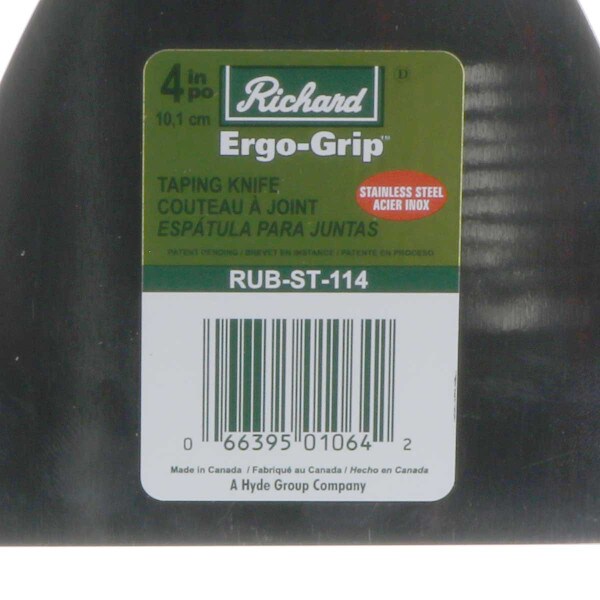 4 in
po
10,1 cm
Richard
Ergo-Grip™
TAPING KNIFE
COUTEAU À JOINT
ESPÁTULA PARA JUNTAS
STAINLESS STEEL
ACIER INOX
PATENT PENDING / BREVET EN INSTANCE / PATENTE EN PROCESO
RUB-ST-114
0 66395 01064 2
Made in Canada / Fabriqué au Canada / Hecho en Canada
A Hyde Group Company